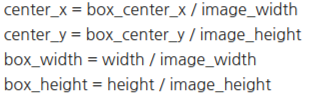 center_x = box_center_x / image_width
center_y = box_center_y / image_height
box_width = width / image_width
box_height = height / image_height